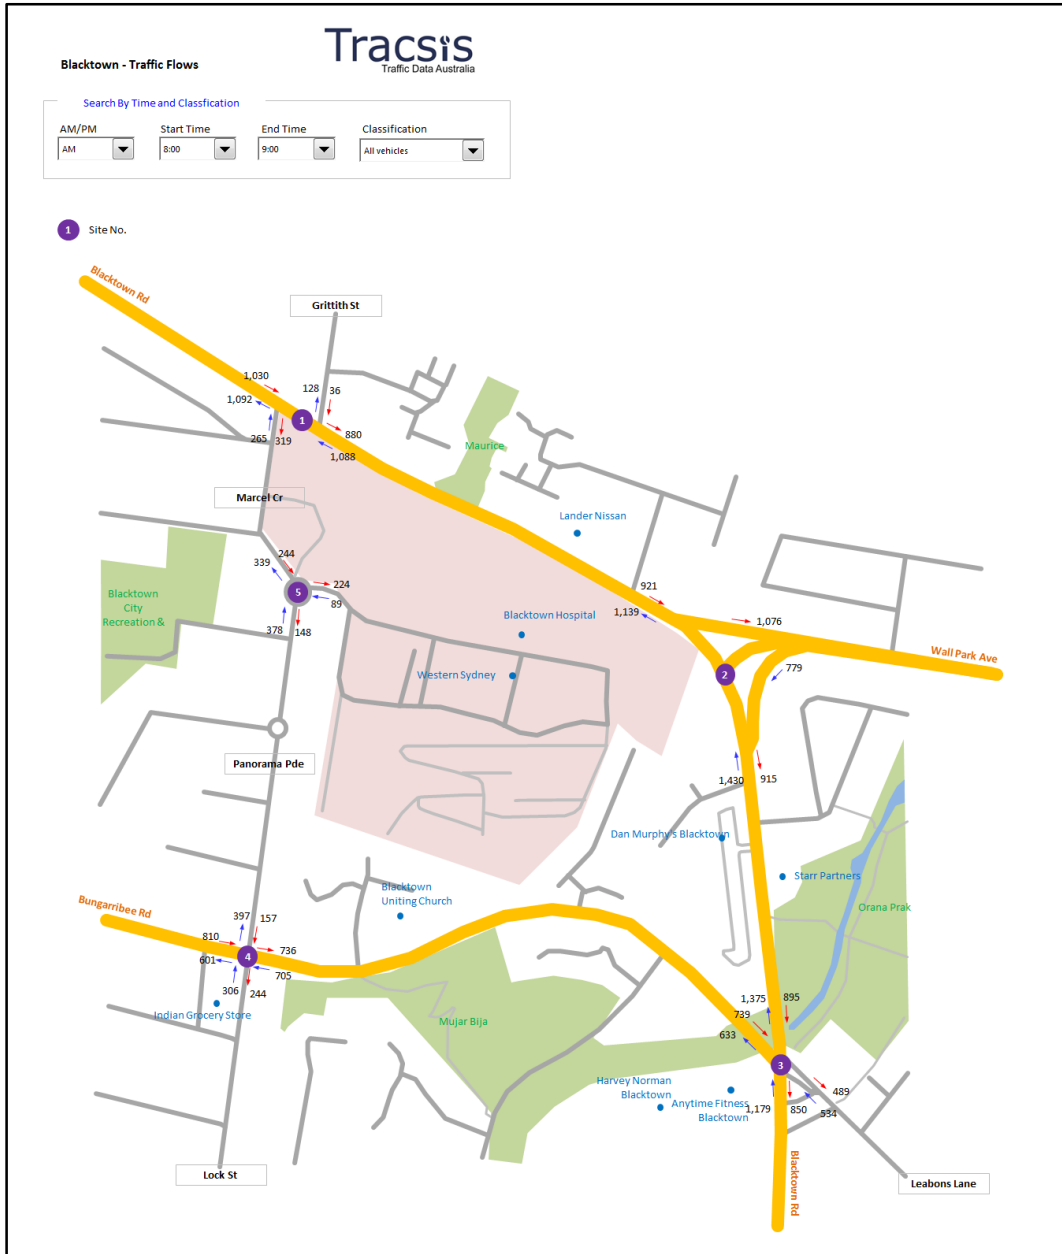 Tracsis
Traffic Data Australia
Blacktown - Traffic Flows
Search By Time and Classfication
AM/PM
Start Time
End Time
Classification
AM
8:00
9:00
All vehicles
1
Site No.
Blacktown Rd
Grittith St
1,030
1,092
128
36
1
880
265
319
1,088
Maurice
Marcel Cr
Lander Nissan
244
339
224
921
5
89
1,139
Blacktown
City
Recreation &
Blacktown Hospital
1,076
378
148
Wall Park Ave
Western Sydney
2
779
Panorama Pde
1,430
915
Dan Murphy's Blacktown
Starr Partners
Blacktown
Uniting Church
Bungarribee Rd
Orana Prak
397
157
810
736
4
601
705
306
244
Indian Grocery Store
Mujar Bija
1,375
895
739
633
3
Harvey Norman
Blacktown
Anytime Fitness
Blacktown
489
1,179
850
534
Blacktown Rd
Lock St
Leabons Lane